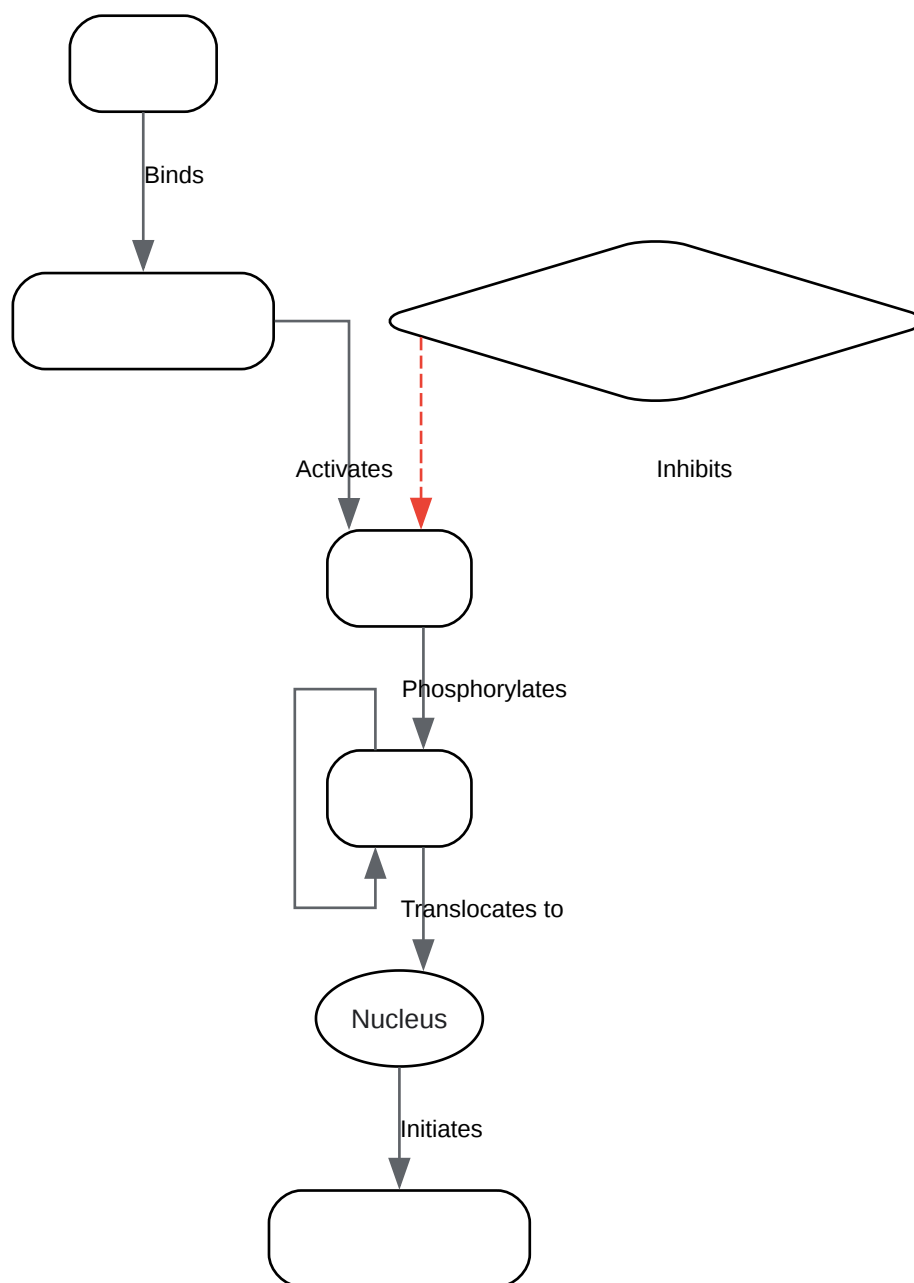 Binds
Activates
Inhibits
Phosphorylates
Translocates to
Nucleus
Initiates